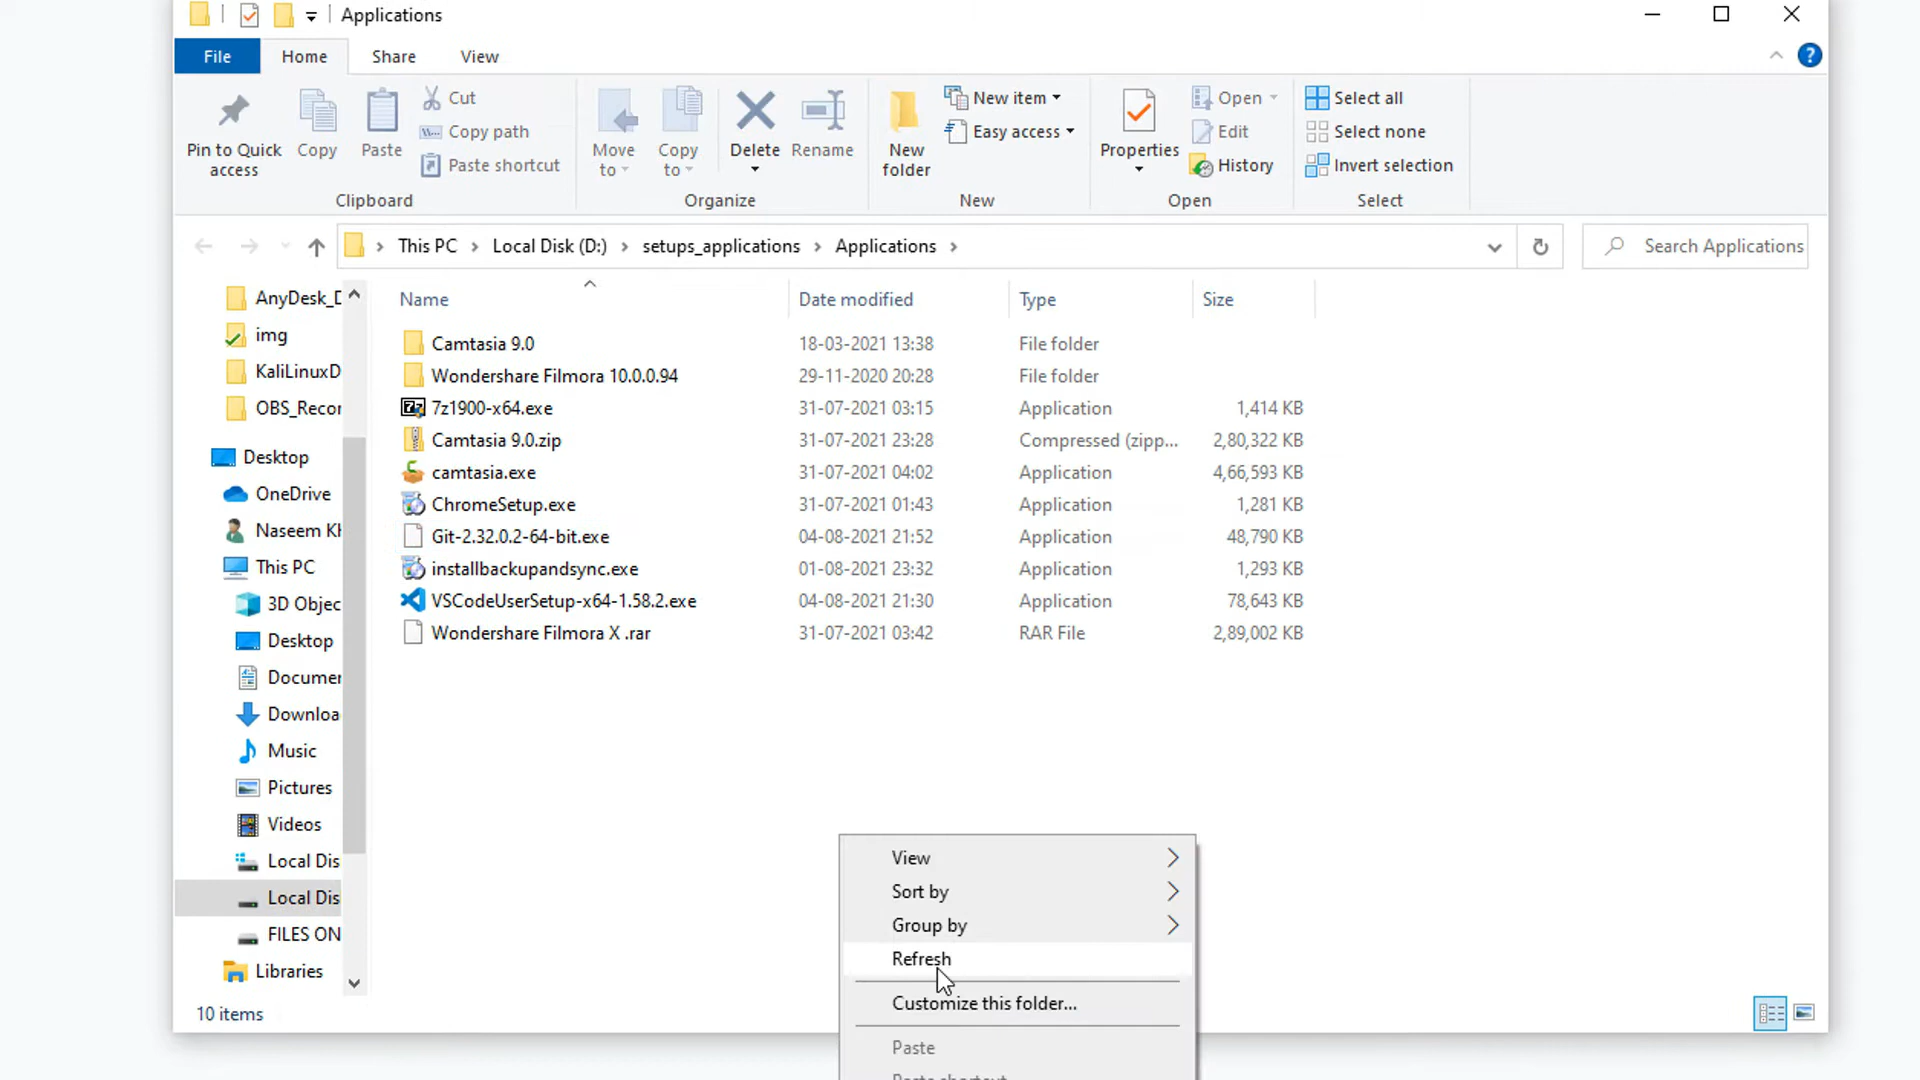 Applications
File Home Share View
Pin to Quick access
Copy
Paste
Cut
Copy path
Paste shortcut
Clipboard
Move to
Copy to
Delete
Rename
Organize
New folder
New item
Easy access
New
Properties
Open
Edit
History
Open
Select all
Select none
Invert selection
Select
This PC Local Disk (D:) setups_applications Applications
Search Applications
AnyDesk_D
img
KaliLinuxD
OBS_Recor
Desktop
OneDrive
Naseem Kh
This PC
3D Objec
Desktop
Documer
Downloa
Music
Pictures
Videos
Local Dis
Local Dis
FILES ON
Libraries
Name Date modified Type Size
Camtasia 9.0 18-03-2021 13:38 File folder
Wondershare Filmora 10.0.0.94 29-11-2020 20:28 File folder
7z1900-x64.exe 31-07-2021 03:15 Application 1,414 KB
Camtasia 9.0.zip 31-07-2021 23:28 Compressed (zipp... 2,80,322 KB
camtasia.exe 31-07-2021 04:02 Application 4,66,593 KB
ChromeSetup.exe 31-07-2021 01:43 Application 1,281 KB
Git-2.32.0.2-64-bit.exe 04-08-2021 21:52 Application 48,790 KB
installbackupandsync.exe 01-08-2021 23:32 Application 1,293 KB
VSCodeUserSetup-x64-1.58.2.exe 04-08-2021 21:30 Application 78,643 KB
Wondershare Filmora X .rar 31-07-2021 03:42 RAR File 2,89,002 KB
View
Sort by
Group by
Refresh
Customize this folder...
Paste
10 items